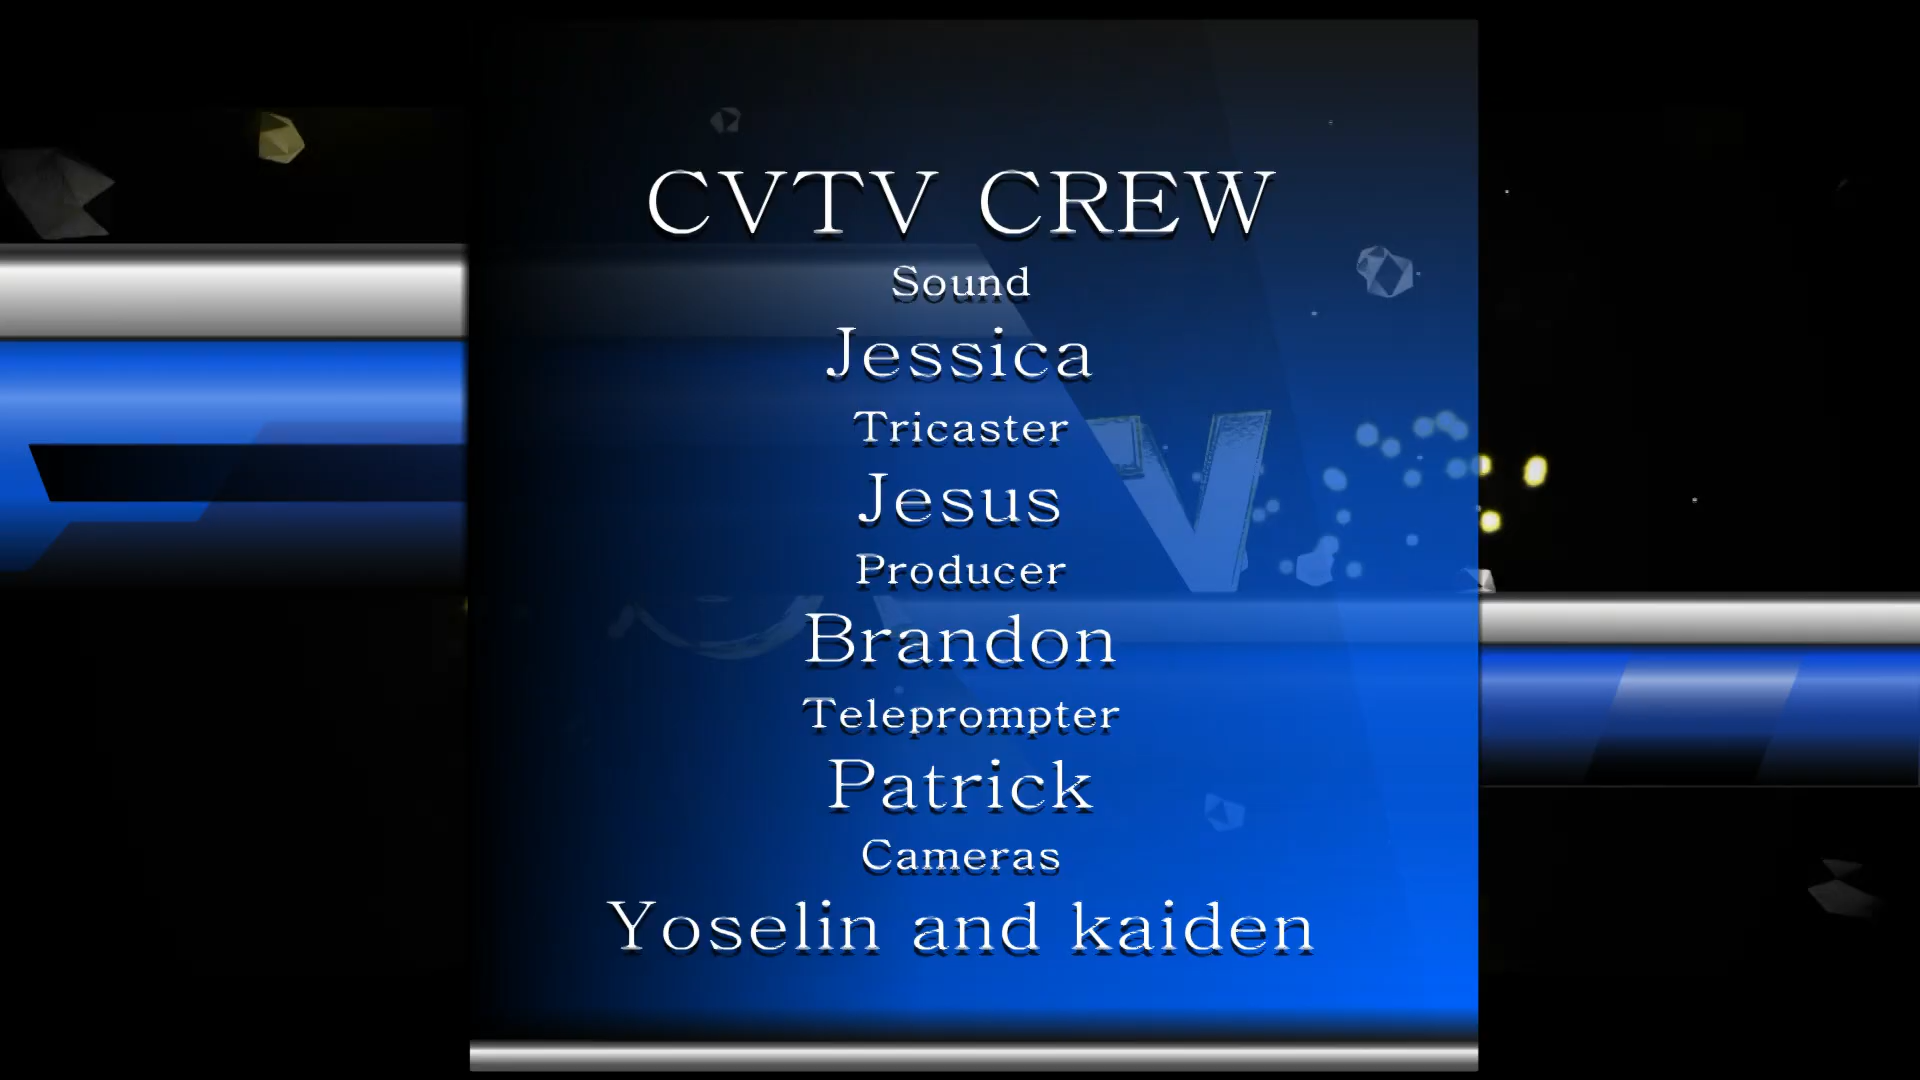 CVTV CREW
Sound
Jessica
Tricaster
Jesus
Producer
Brandon
Teleprompter
Patrick
Cameras
Yoselin and kaiden